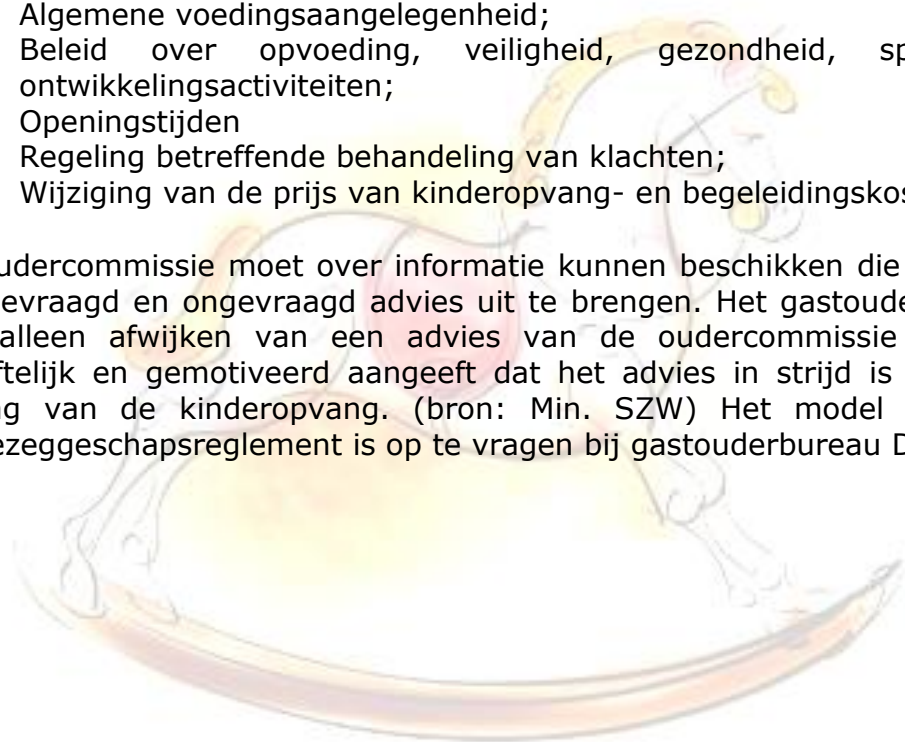 Algemene voedingsaangelegenheid;
Beleid over opvoeding, veiligheid, gezondheid, sp
ontwikkelingsactiviteiten;
Openingstijden
Regeling betreffende behandeling van klachten;
Wijziging van de prijs van kinderopvang- en begeleidingskos
udercommissie moet over informatie kunnen beschikken die
evraagd en ongevraagd advies uit te brengen. Het gastoude
alleen afwijken van een advies van de oudercommissie
ftelijk en gemotiveerd aangeeft dat het advies in strijd is
ng van de kinderopvang. (bron: Min. SZW) Het model
ezeggeschapsreglement is op te vragen bij gastouderbureau D